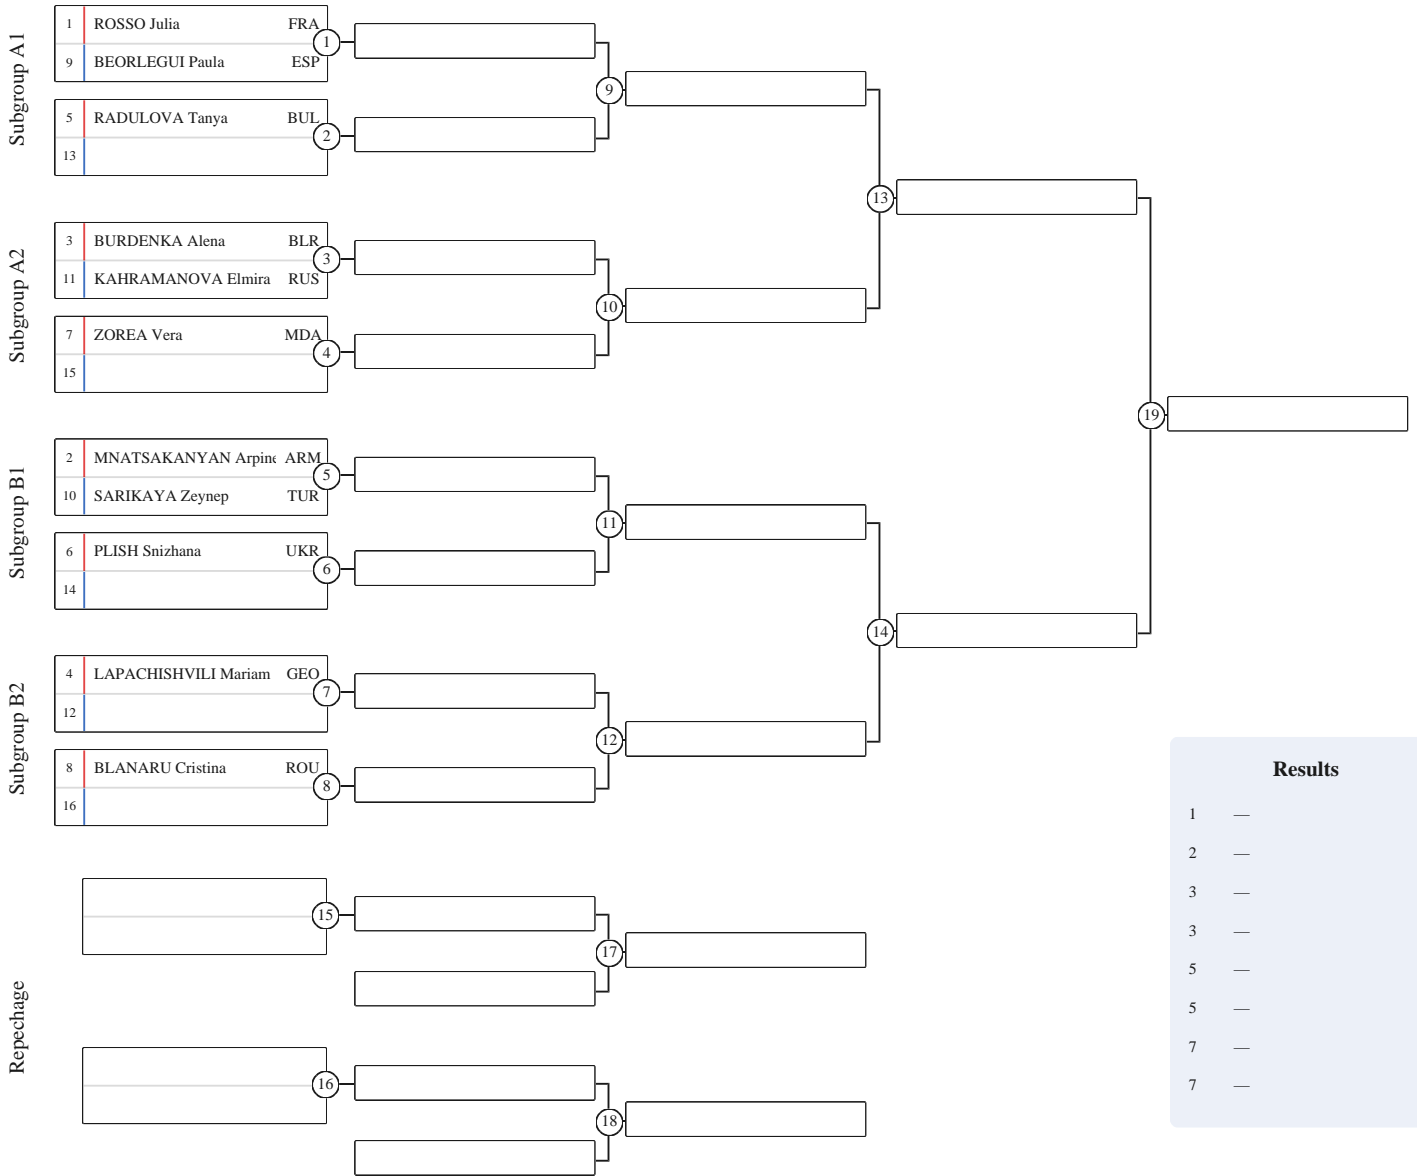 Subgroup A1
1 ROSSO Julia FRA
9 BEORLEGUI Paula ESP
1
5 RADULOVA Tanya BUL
13
2
9
Subgroup A2
3 BURDENKA Alena BLR
11 KAHRAMANOVA Elmira RUS
3
7 ZOREA Vera MDA
15
4
10
13
Subgroup B1
2 MNATSAKANYAN Arpine ARM
10 SARIKAYA Zeynep TUR
5
6 PLISH Snizhana UKR
14
6
11
Subgroup B2
4 LAPACHISHVILI Mariam GEO
12
7
8 BLANARU Cristina ROU
16
8
12
14
19
Repechage
15
17
16
18
Results
1 —
2 —
3 —
3 —
5 —
5 —
7 —
7 —